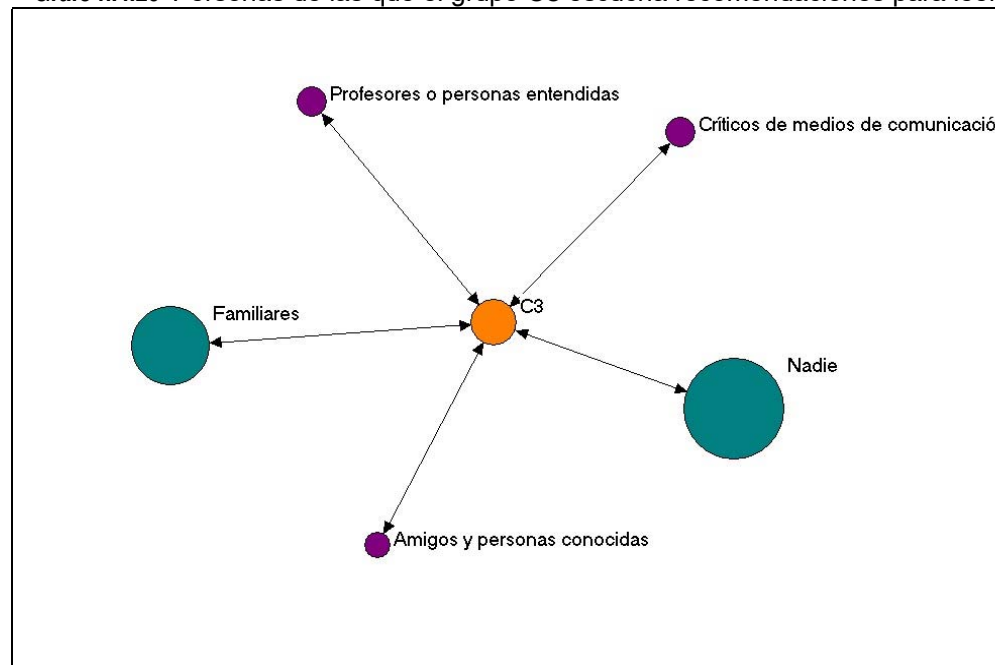 Personas de las que el grupo C3 escucha recomendaciones para leer
Profesores o personas entendidas
Críticos de medios de comunicació
C3
Familiares
Nadie
Amigos y personas conocidas